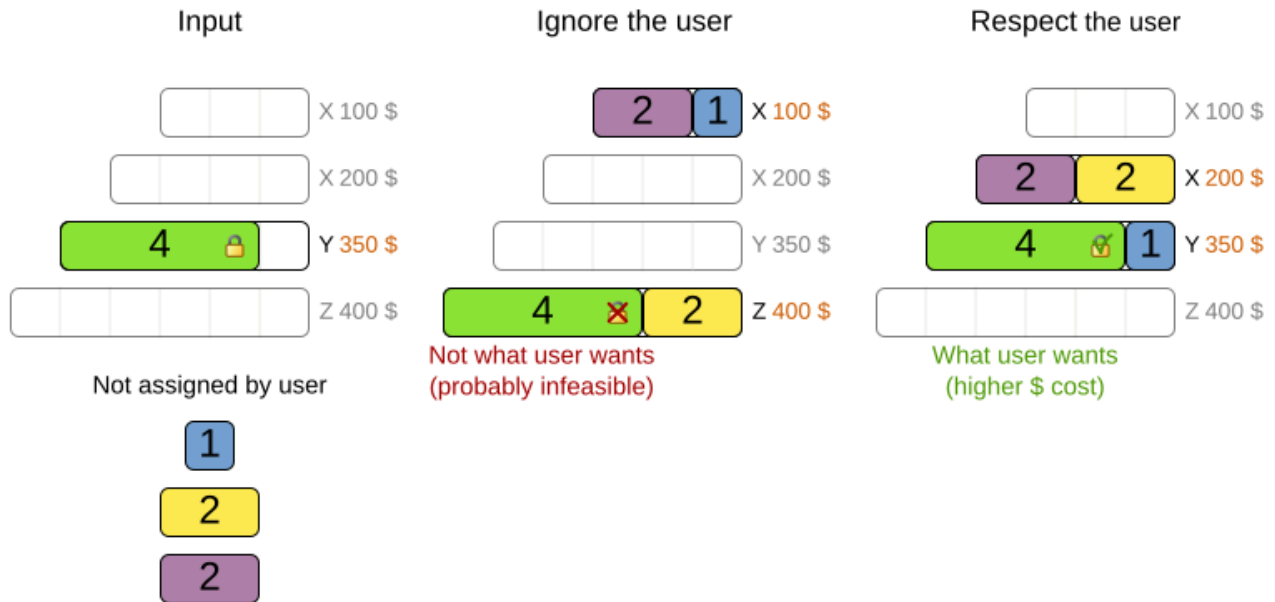 Input
X 100 $
X 200 $
4 Y 350 $
Z 400 $
Not assigned by user
1
2
2
Ignore the user
2 1 X 100 $
X 200 $
Y 350 $
4 2 Z 400 $
Not what user wants
(probably infeasible)
Respect the user
X 100 $
2 2 X 200 $
4 1 Y 350 $
Z 400 $
What user wants
(higher $ cost)